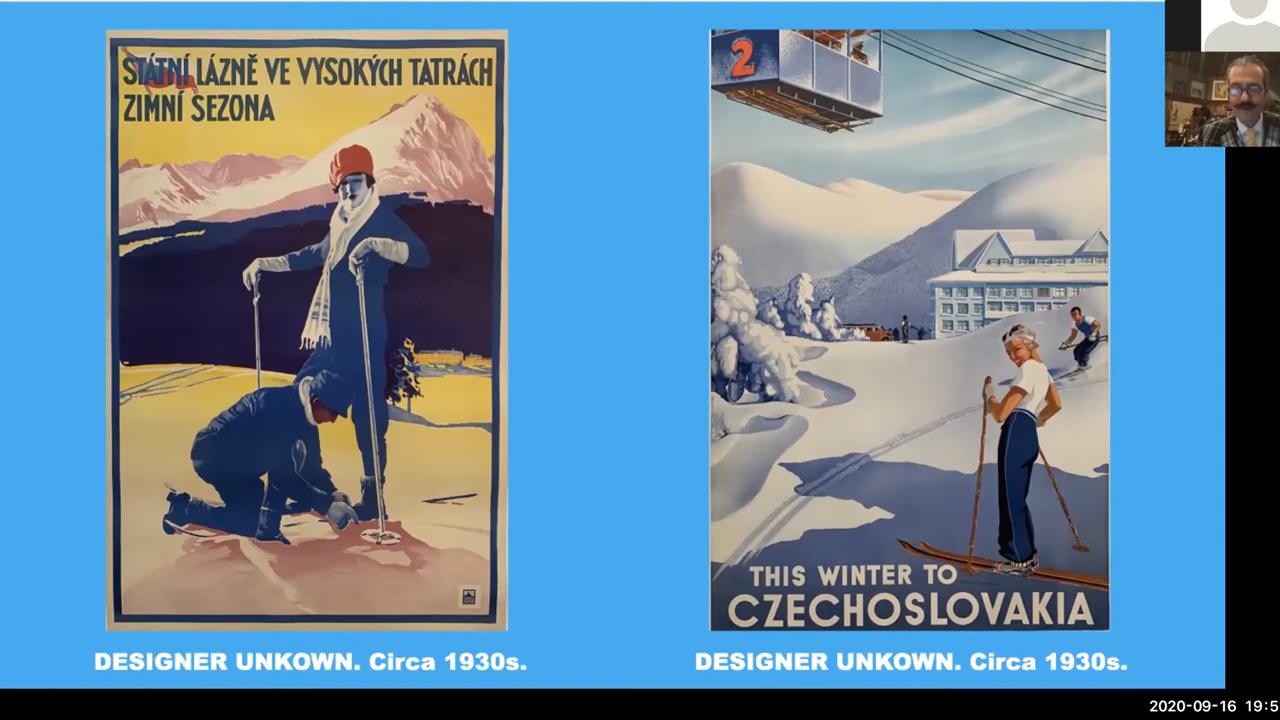 STÁTNÍ LÁZNĚ VE VYSOKÝCH TATRÁCH
ZIMNÍ SEZONA
2
THIS WINTER TO
CZECHOSLOVAKIA
DESIGNER UNKOWN. Circa 1930s.
DESIGNER UNKOWN. Circa 1930s.
2020-09-16 19:5